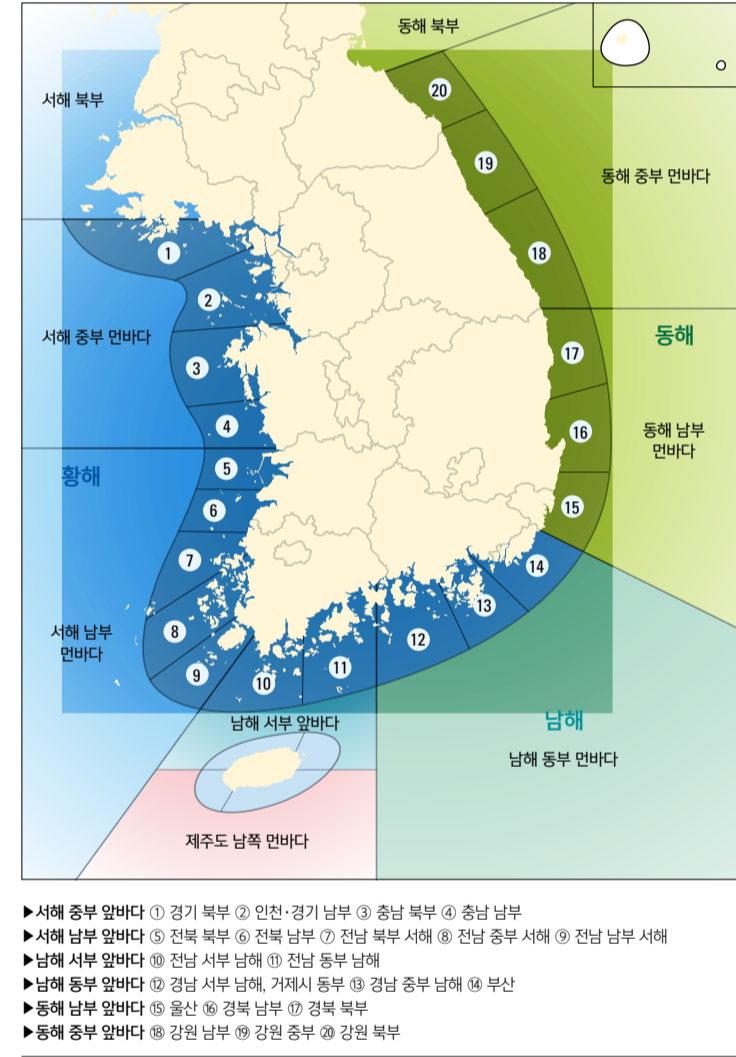 동해 북부
⑳
서해 북부
⑲
동해 중부 먼바다
①
⑱
②
서해 중부 먼바다
동해
⑰
③
④
⑯
동해 남부
먼바다
⑤
황해
⑥
⑮
⑦
⑭
⑬
⑧
서해 남부
먼바다
⑫
⑪
⑨
⑩
남해 서부 앞바다
남해
남해 동부 먼바다
제주도 남쪽 먼바다
▶서해 중부 앞바다 ① 경기 북부 ② 인천·경기 남부 ③ 충남 북부 ④ 충남 남부
▶서해 남부 앞바다 ⑤ 전북 북부 ⑥ 전북 남부 ⑦ 전남 북부 서해 ⑧ 전남 중부 서해 ⑨ 전남 남부 서해
▶남해 서부 앞바다 ⑩ 전남 서부 남해 ⑪ 전남 동부 남해
▶남해 동부 앞바다 ⑫ 경남 서부 남해, 거제시 동부 ⑬ 경남 중부 남해 ⑭ 부산
▶동해 남부 앞바다 ⑮ 울산 ⑯ 경북 남부 ⑰ 경북 북부
▶동해 중부 앞바다 ⑱ 강원 남부 ⑲ 강원 중부 ⑳ 강원 북부